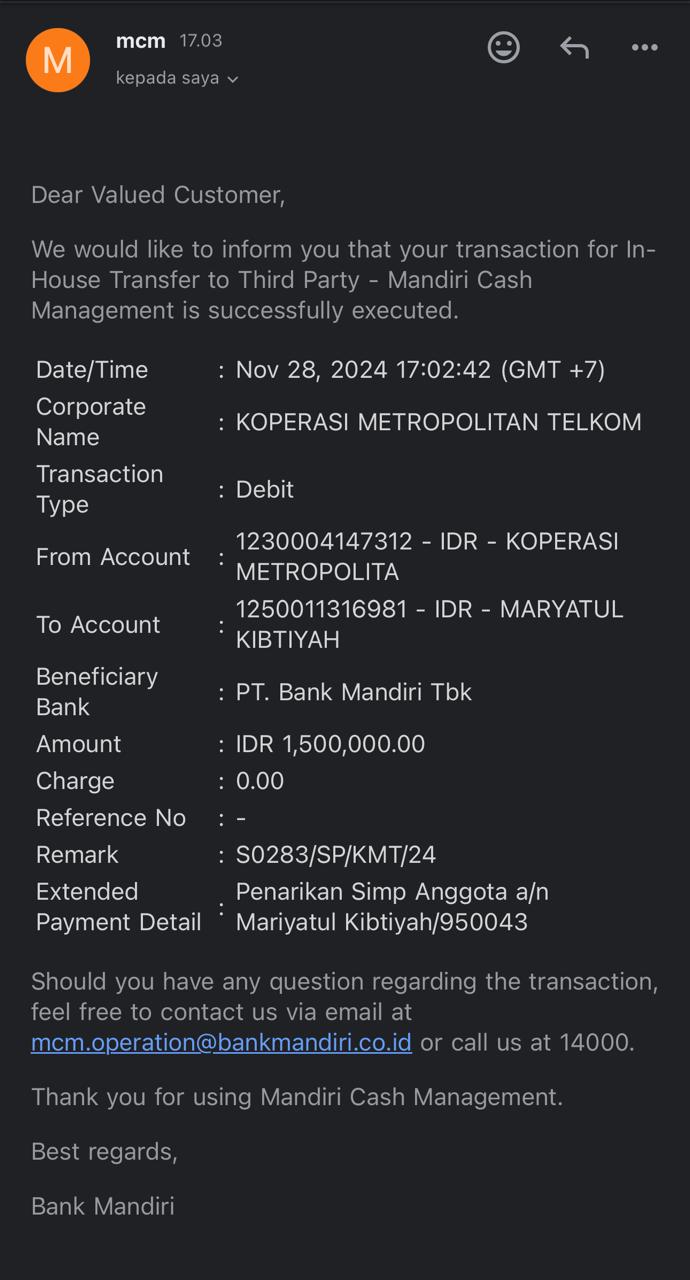 M
mcm 17.03
kepada saya
Dear Valued Customer,
We would like to inform you that your transaction for In-
House Transfer to Third Party - Mandiri Cash
Management is successfully executed.
Date/Time : Nov 28, 2024 17:02:42 (GMT +7)
Corporate
Name : KOPERASI METROPOLITAN TELKOM
Transaction
Type : Debit
From Account : 1230004147312 - IDR - KOPERASI
METROPOLITA
To Account : 1250011316981 - IDR - MARYATUL
KIBTIYAH
Beneficiary
Bank : PT. Bank Mandiri Tbk
Amount : IDR 1,500,000.00
Charge : 0.00
Reference No : -
Remark : S0283/SP/KMT/24
Extended
Payment Detail : Penarikan Simp Anggota a/n
Mariyatul Kibtiyah/950043
Should you have any question regarding the transaction,
feel free to contact us via email at
mcm.operation@bankmandiri.co.id or call us at 14000.
Thank you for using Mandiri Cash Management.
Best regards,
Bank Mandiri